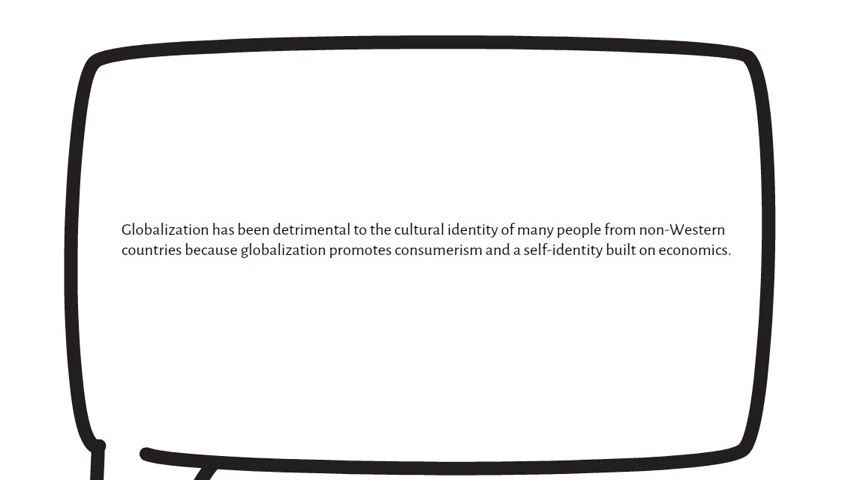 Globalization has been detrimental to the cultural identity of many people from non-Western
countries because globalization promotes consumerism and a self-identity built on economics.